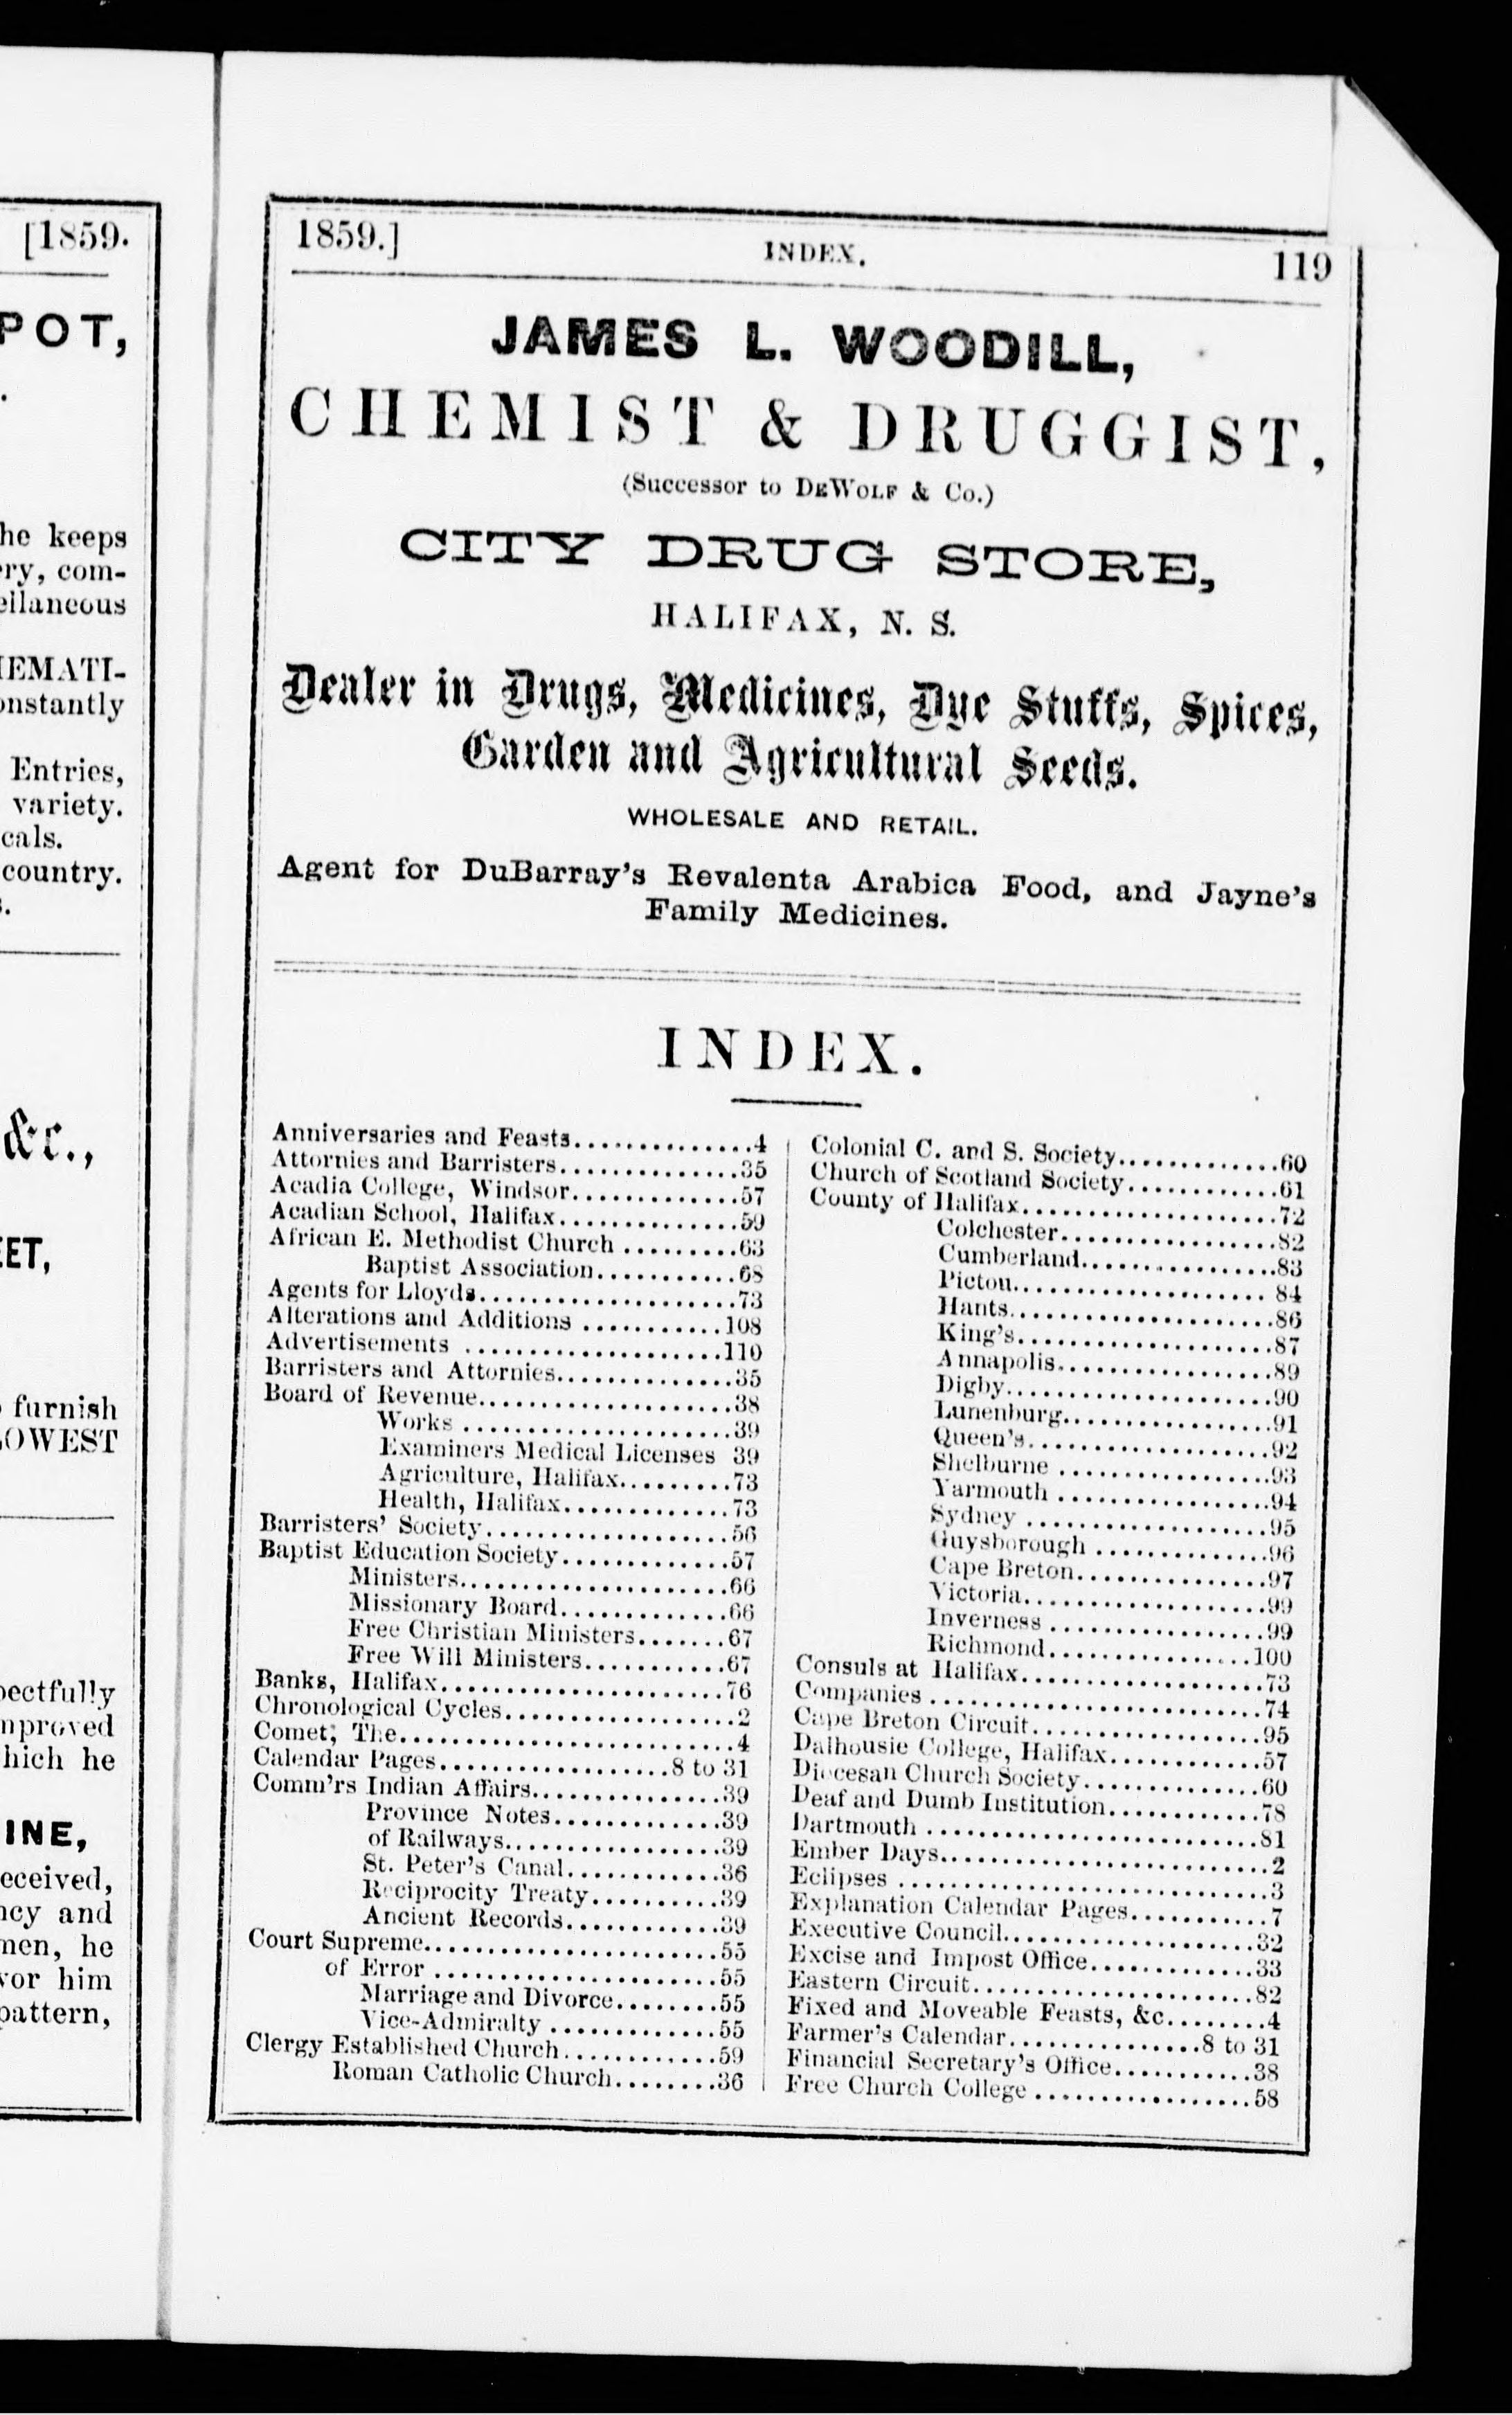 [1859.
POT,
he keeps
ry, com-
ellaneous
EMATI-
onstantly
Entries,
variety.
cals.
country.
&c.,
EET,
furnish
LOWEST
pectfully
mproved
hich he
INE,
eceived,
ncy and
men, he
vor him
pattern,
1859.] INDEX. 119
JAMES L. WOODILL,
CHEMIST & DRUGGIST,
(Successor to DeWolf & Co.)
CITY DRUG STORE,
HALIFAX, N. S.
Dealer in Drugs, Medicines, Dye Stuffs, Spices,
Garden and Agricultural Seeds.
WHOLESALE AND RETAIL.
Agent for DuBarray's Revalenta Arabica Food, and Jayne's
Family Medicines.
INDEX.
Anniversaries and Feasts...............4
Attornies and Barristers...............35
Acadia College, Windsor..............57
Acadian School, Halifax...............59
African E. Methodist Church .........63
Baptist Association............68
Agents for Lloyds......................73
Alterations and Additions ............108
Advertisements ......................110
Barristers and Attornies...............35
Board of Revenue......................38
Works .......................39
Examiners Medical Licenses 39
Agriculture, Halifax..........73
Health, Halifax..............73
Barristers' Society.....................56
Baptist Education Society..............57
Ministers.......................66
Missionary Board...............66
Free Christian Ministers........67
Free Will Ministers............67
Banks, Halifax........................76
Chronological Cycles....................2
Comet, The............................4
Calendar Pages....................8 to 31
Comm'rs Indian Affairs................39
Province Notes..............39
of Railways..................39
St. Peter's Canal.............36
Reciprocity Treaty...........39
Ancient Records.............39
Court Supreme.........................55
of Error ........................55
Marriage and Divorce.........55
Vice-Admiralty ..............55
Clergy Established Church.............59
Roman Catholic Church........36
Colonial C. and S. Society.............60
Church of Scotland Society............61
County of Halifax......................72
Colchester..................82
Cumberland.................83
Pictou...................... 84
Hants.......................86
King's......................87
Annapolis...................89
Digby.......................90
Lunenburg..................91
Queen's.....................92
Shelburne ..................93
Yarmouth ..................94
Sydney .....................95
Guysborough ...............96
Cape Breton................97
Victoria.....................99
Inverness ..................99
Richmond..................100
Consuls at Halifax.....................73
Companies ............................74
Cape Breton Circuit....................95
Dalhousie College, Halifax.............57
Diocesan Church Society...............60
Deaf and Dumb Institution.............78
Dartmouth ............................81
Ember Days............................2
Eclipses ................................3
Explanation Calendar Pages............7
Executive Council......................32
Excise and Impost Office...............33
Eastern Circuit........................82
Fixed and Moveable Feasts, &c.........4
Farmer's Calendar.................8 to 31
Financial Secretary's Office............38
Free Church College ..................58